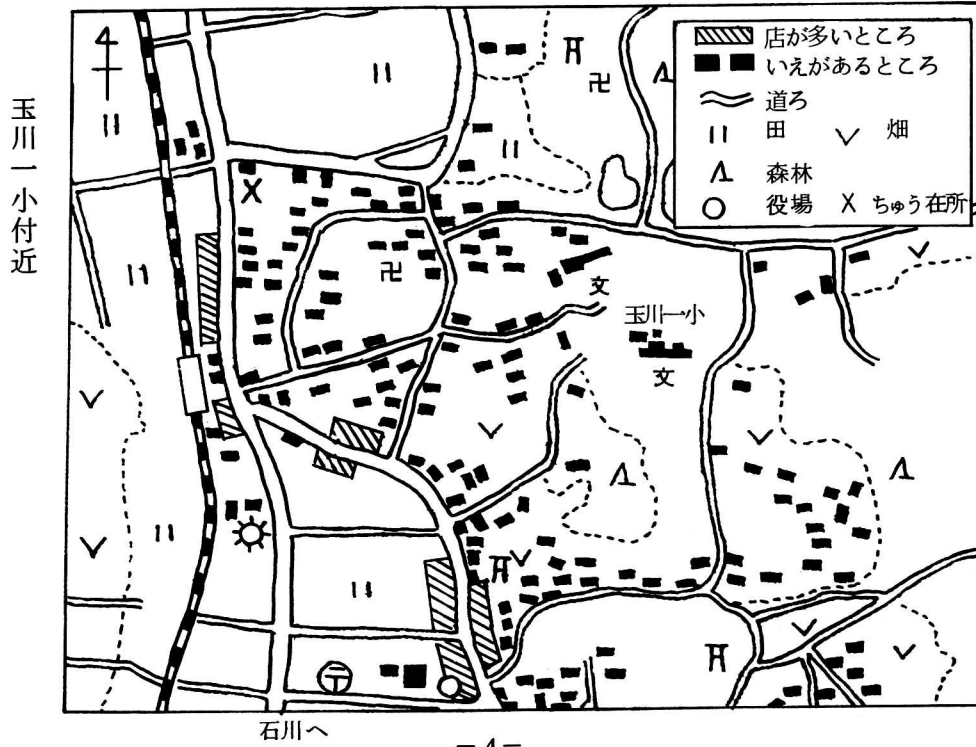 玉川一小付近
店が多いところ
いえがあるところ
道ろ
田
畑
森林
役場
ちゅう在所
玉川一小
文
文
石川へ
－4－